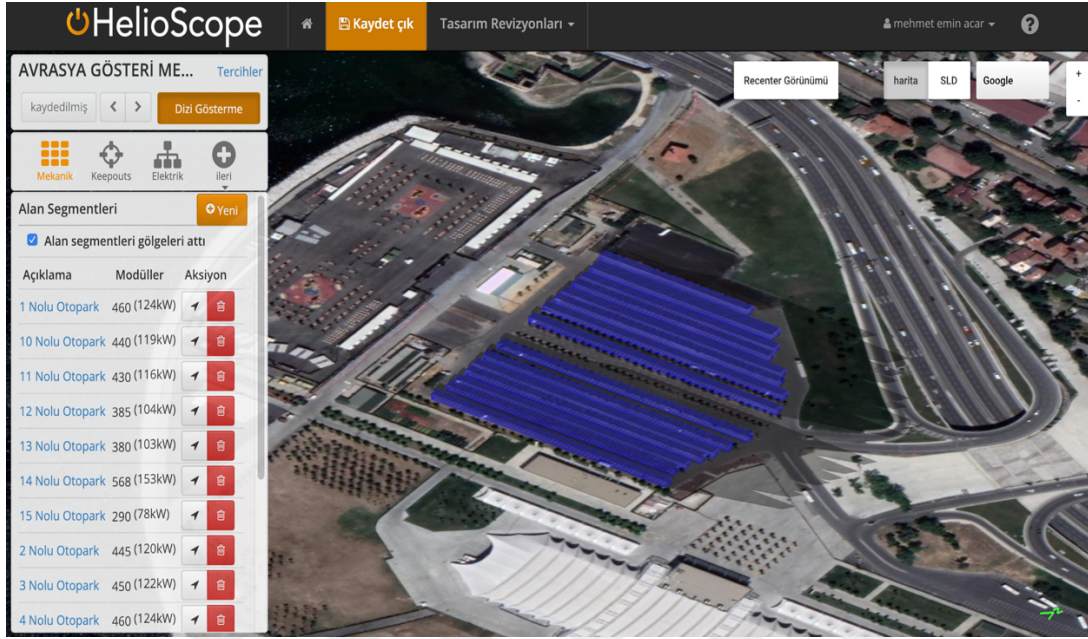 HelioScope
Kaydet çık
Tasarım Revizyonları
mehmet emin acar
?
AVRASYA GÖSTERİ ME...
Tercihler
kaydedilmiş
Dizi Gösterme
Recenter Görünümü
harita
SLD
Google
+
-
Mekanik
Keepouts
Elektrik
ileri
Alan Segmentleri
Yeni
Alan segmentleri gölgeleri attı
Açıklama Modüller Aksiyon
1 Nolu Otopark 460 (124kW)
10 Nolu Otopark 440 (119kW)
11 Nolu Otopark 430 (116kW)
12 Nolu Otopark 385 (104kW)
13 Nolu Otopark 380 (103kW)
14 Nolu Otopark 568 (153kW)
15 Nolu Otopark 290 (78kW)
2 Nolu Otopark 445 (120kW)
3 Nolu Otopark 450 (122kW)
4 Nolu Otopark 460 (124kW)